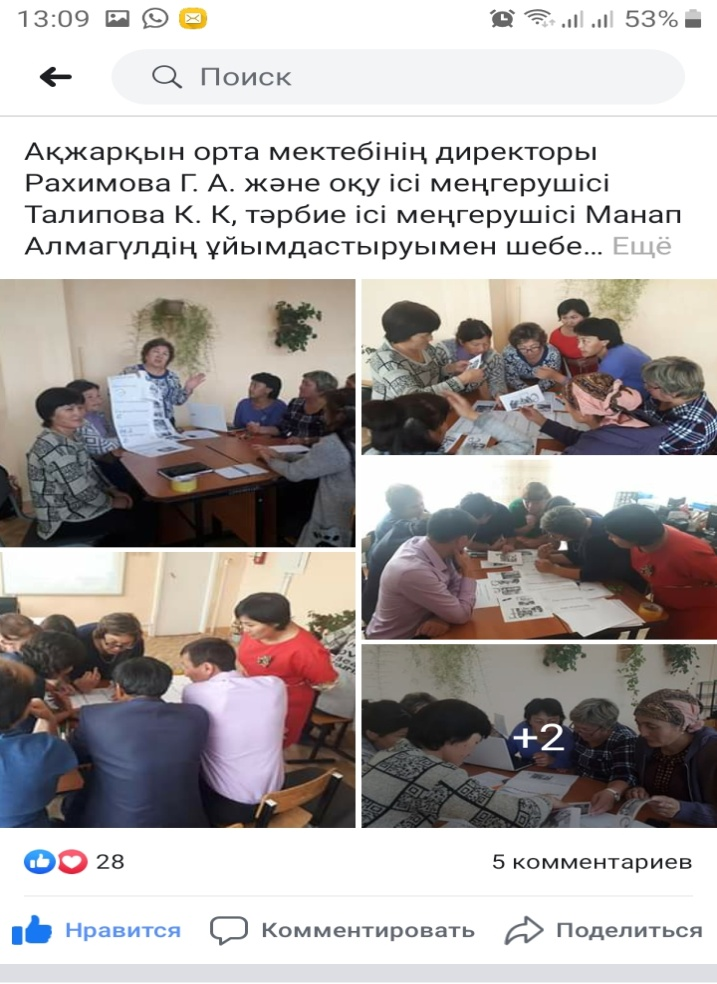 13:09
53%
Поиск
Ақжарқын орта мектебінің директоры
Рахимова Г. А. және оқу ісі меңгерушісі
Талипова К. К, тәрбие ісі меңгерушісі Манап
Алмагүлдің ұйымдастыруымен шебе... Ещё
+2
28
5 комментариев
Нравится
Комментировать
Поделиться